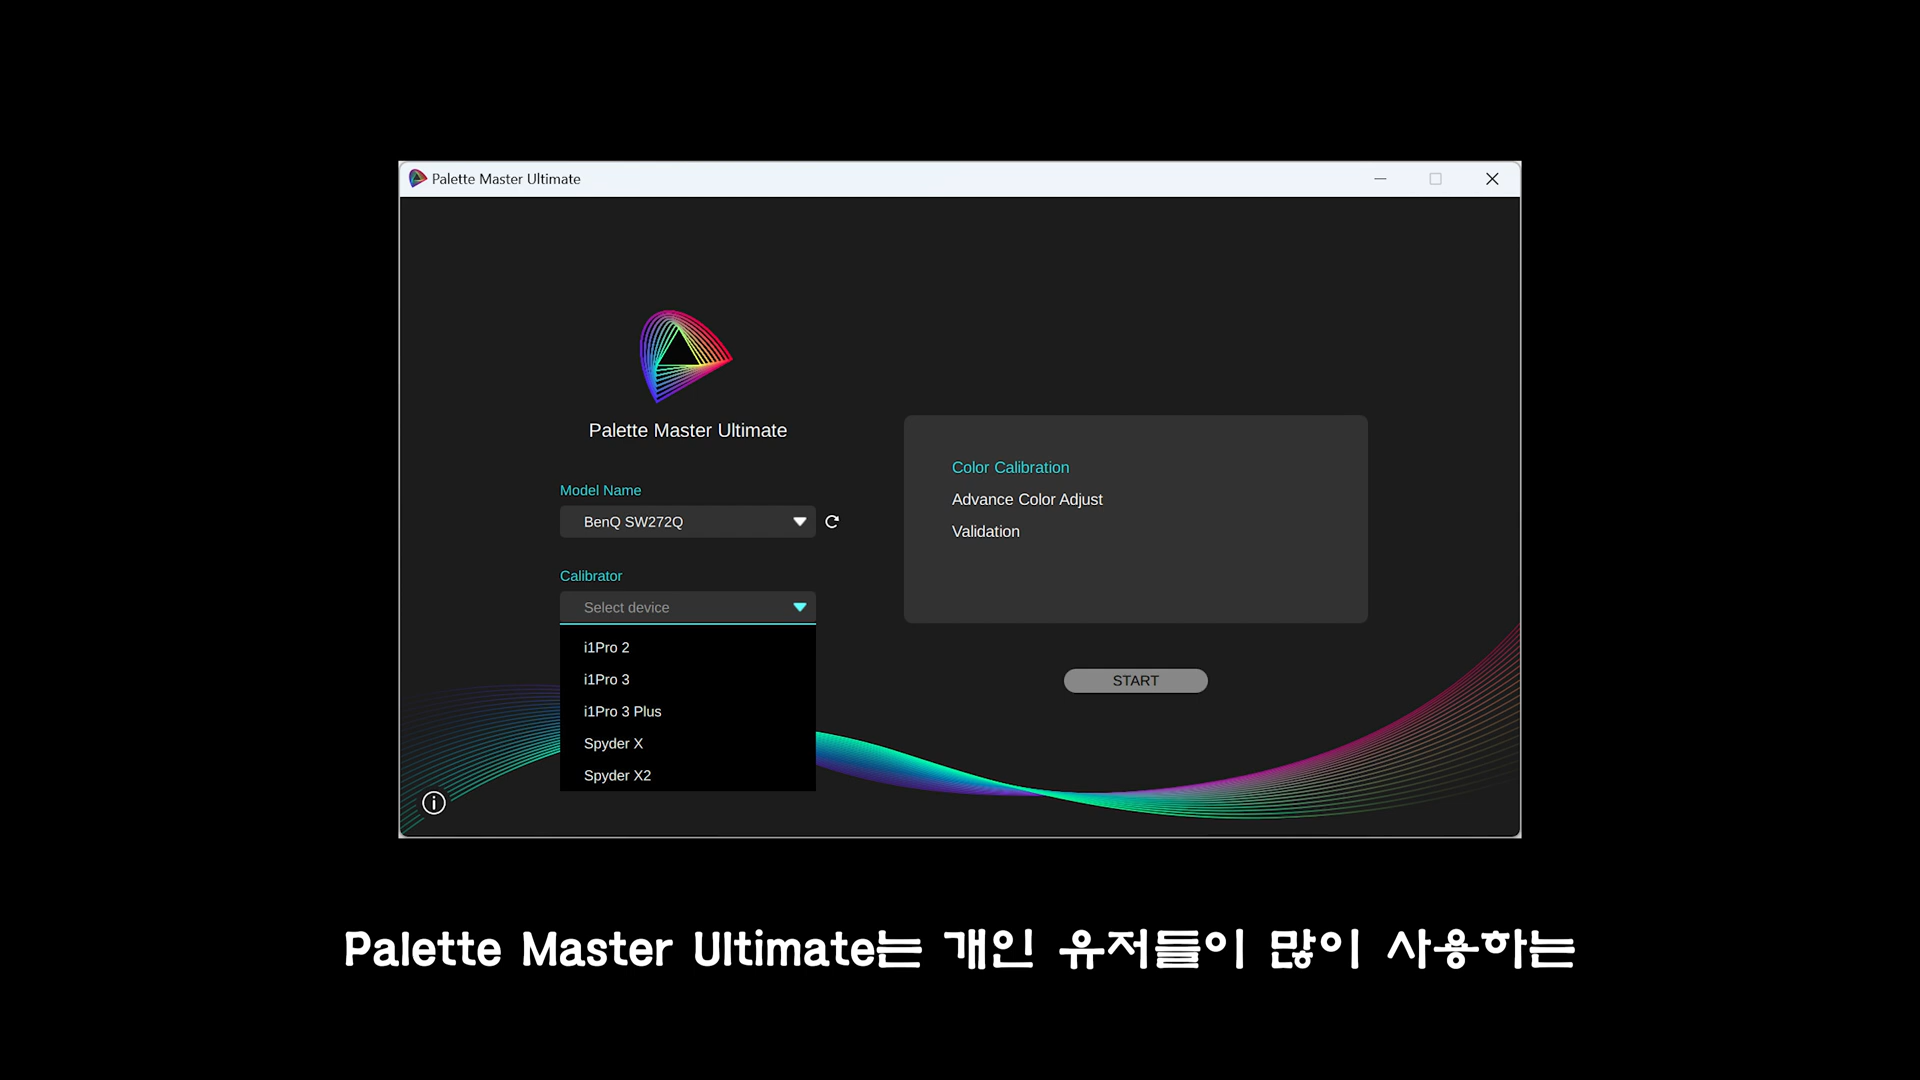 Palette Master Ultimate
Palette Master Ultimate
Model Name
BenQ SW272Q
Calibrator
Select device
i1Pro 2
i1Pro 3
i1Pro 3 Plus
Spyder X
Spyder X2
Color Calibration
Advance Color Adjust
Validation
START
Palette Master Ultimate는 개인 유저들이 많이 사용하는